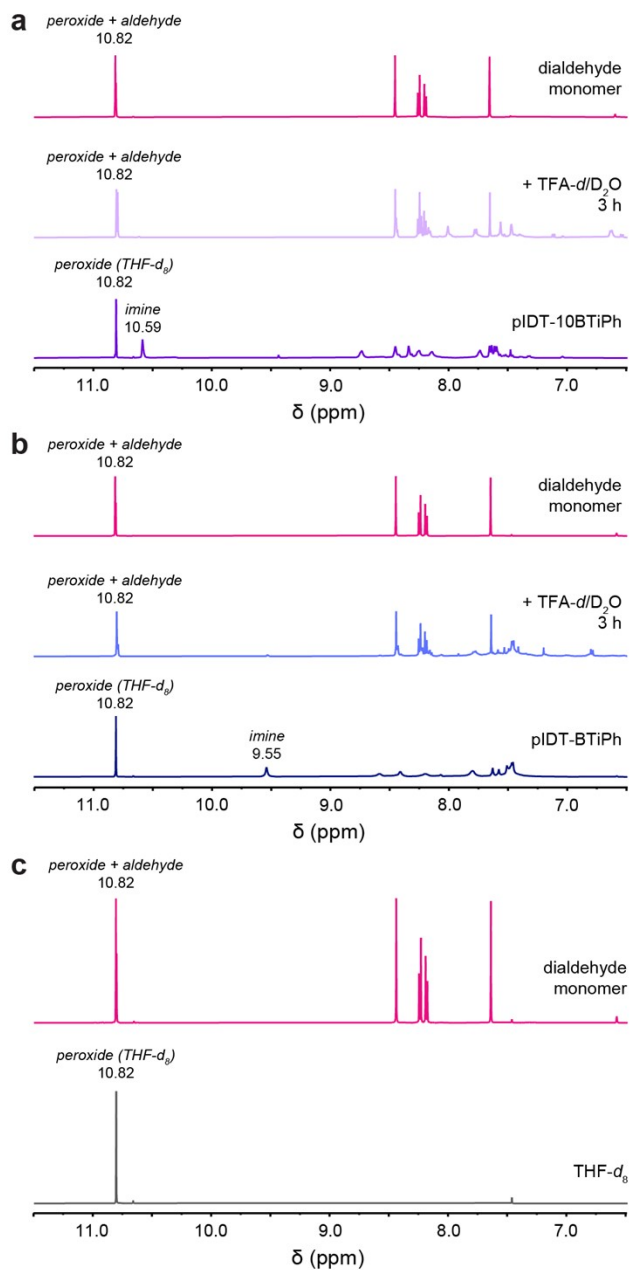 a
peroxide + aldehyde
10.82
dialdehyde
monomer
peroxide + aldehyde
10.82
+ TFA-d/D₂O
3 h
peroxide (THF-d₈)
10.82
imine
10.59
pIDT-10BTiPh
11.0 10.0 9.0 8.0 7.0
δ (ppm)
b
peroxide + aldehyde
10.82
dialdehyde
monomer
peroxide + aldehyde
10.82
+ TFA-d/D₂O
3 h
peroxide (THF-d₈)
10.82
imine
9.55
pIDT-BTiPh
11.0 10.0 9.0 8.0 7.0
δ (ppm)
c
peroxide + aldehyde
10.82
dialdehyde
monomer
peroxide (THF-d₈)
10.82
THF-d₈
11.0 10.0 9.0 8.0 7.0
δ (ppm)